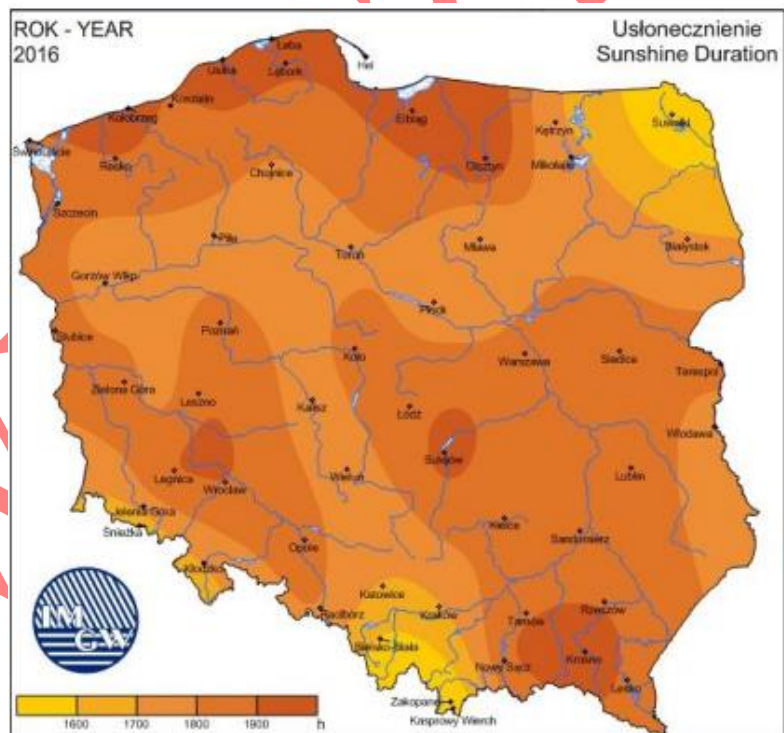 ROK - YEAR
2016
Usłonecznienie
Sunshine Duration
Łeba
Hel
Ustka
Lębork
Koszalin
Kołobrzeg
Elbląg
Suwałki
Kętrzyn
Świnoujście
Resko
Chojnice
Olsztyn
Mikołajki
Szczecin
Piła
Toruń
Mława
Białystok
Gorzów Wlkp
Płock
Słubice
Poznań
Koło
Warszawa
Siedlce
Terespol
Zielona Góra
Leszno
Kalisz
Łódź
Włodawa
Sulejów
Legnica
Wrocław
Wieluń
Lublin
Jelenia Góra
Śnieżka
Opole
Kielce
Sandomierz
Kłodzko
Katowice
Racibórz
Kraków
Tarnów
Rzeszów
Bielsko-Biała
Nowy Sącz
Krosno
Lesko
Zakopane
Kasprowy Wierch
IM
GW
1600 1700 1800 1900 h